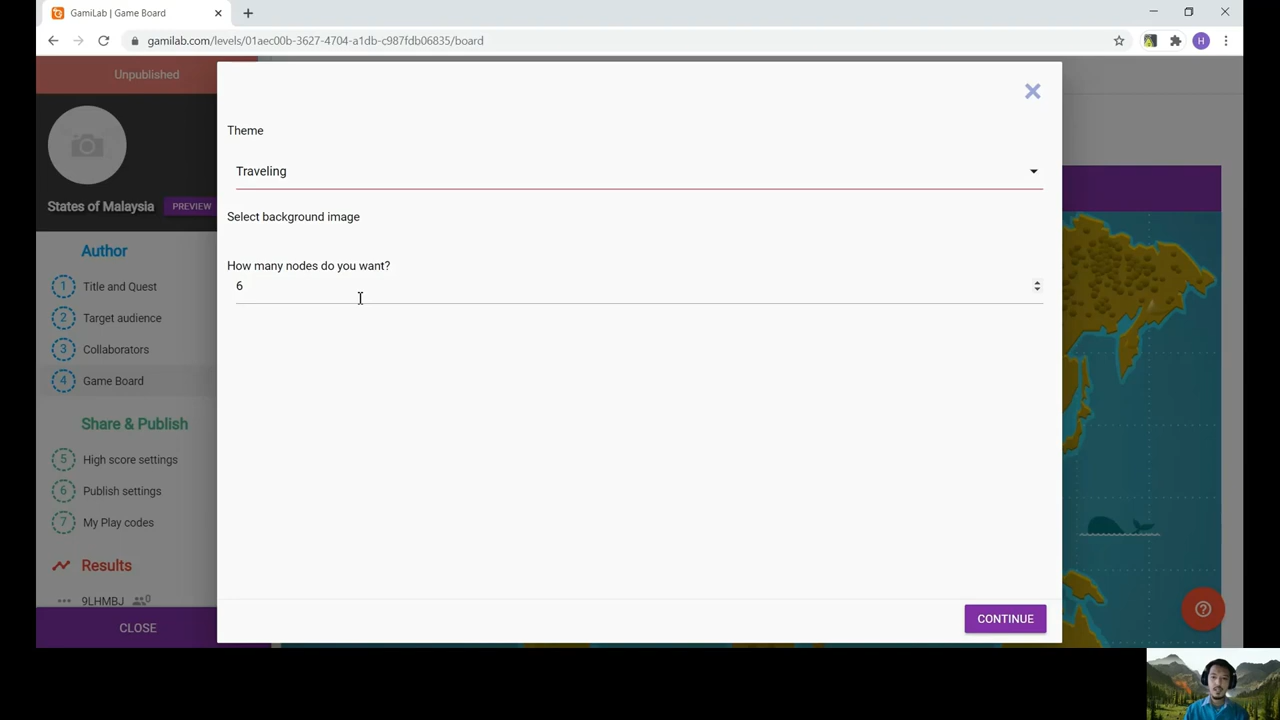 GamiLab | Game Board
gamilab.com/levels/01aec00b-3627-4704-a1db-c987fdb06835/board
H
Unpublished
States of Malaysia
PREVIEW
Author
1 Title and Quest
2 Target audience
3 Collaborators
4 Game Board
Share & Publish
5 High score settings
6 Publish settings
7 My Play codes
Results
9LHMBJ 0
CLOSE
Theme
Traveling
Select background image
How many nodes do you want?
6
CONTINUE